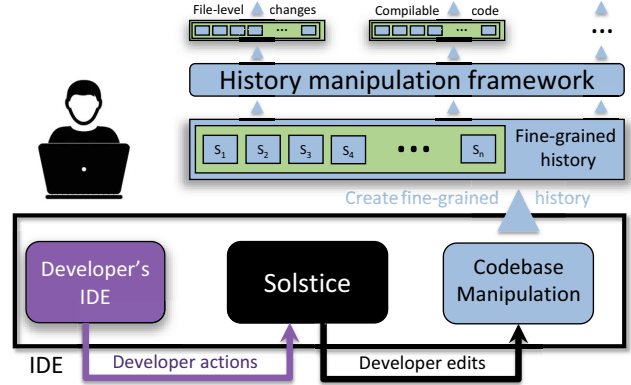 File-level changes
Compilable code
...
...
...
History manipulation framework
S1 S2 S3 S4 ... Sn
Fine-grained
history
Create fine-grained history
Developer's
IDE
Solstice
Codebase
Manipulation
IDE
Developer actions
Developer edits